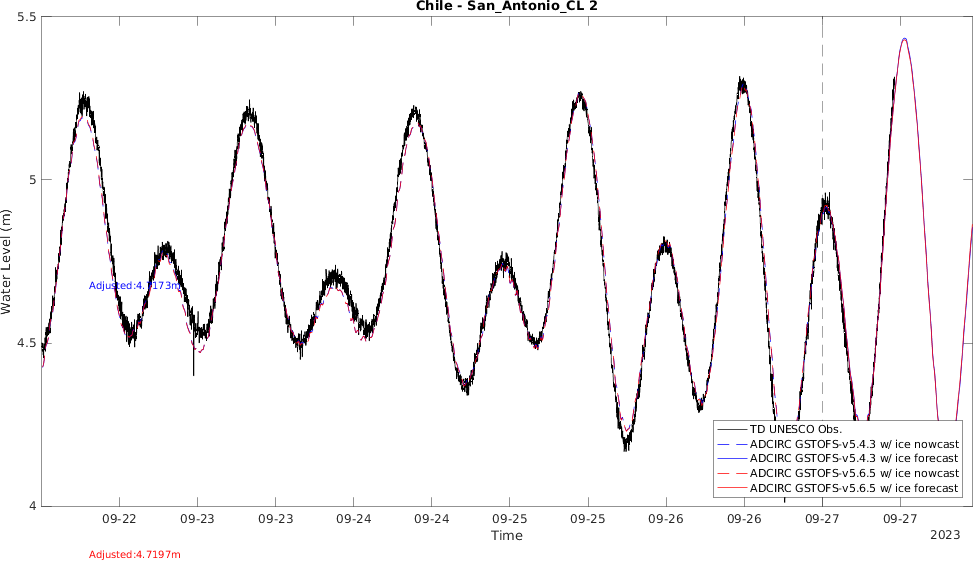 Chile - San_Antonio_CL 2
5.5
5
4.5
4
Water Level (m)
Adjusted:4.7173m
TD UNESCO Obs.
ADCIRC GSTOFS-v5.4.3 w/ ice nowcast
ADCIRC GSTOFS-v5.4.3 w/ ice forecast
ADCIRC GSTOFS-v5.6.5 w/ ice nowcast
ADCIRC GSTOFS-v5.6.5 w/ ice forecast
09-22 09-23 09-23 09-24 09-24 09-25 09-25 09-26 09-26 09-27 09-27
Time
2023
Adjusted:4.7197m